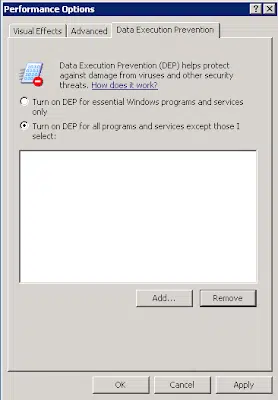 Performance Options
Visual Effects Advanced Data Execution Prevention
Data Execution Prevention (DEP) helps protect
against damage from viruses and other security
threats. How does it work?
Turn on DEP for essential Windows programs and services
only
Turn on DEP for all programs and services except those I
select:
Add... Remove
OK Cancel Apply